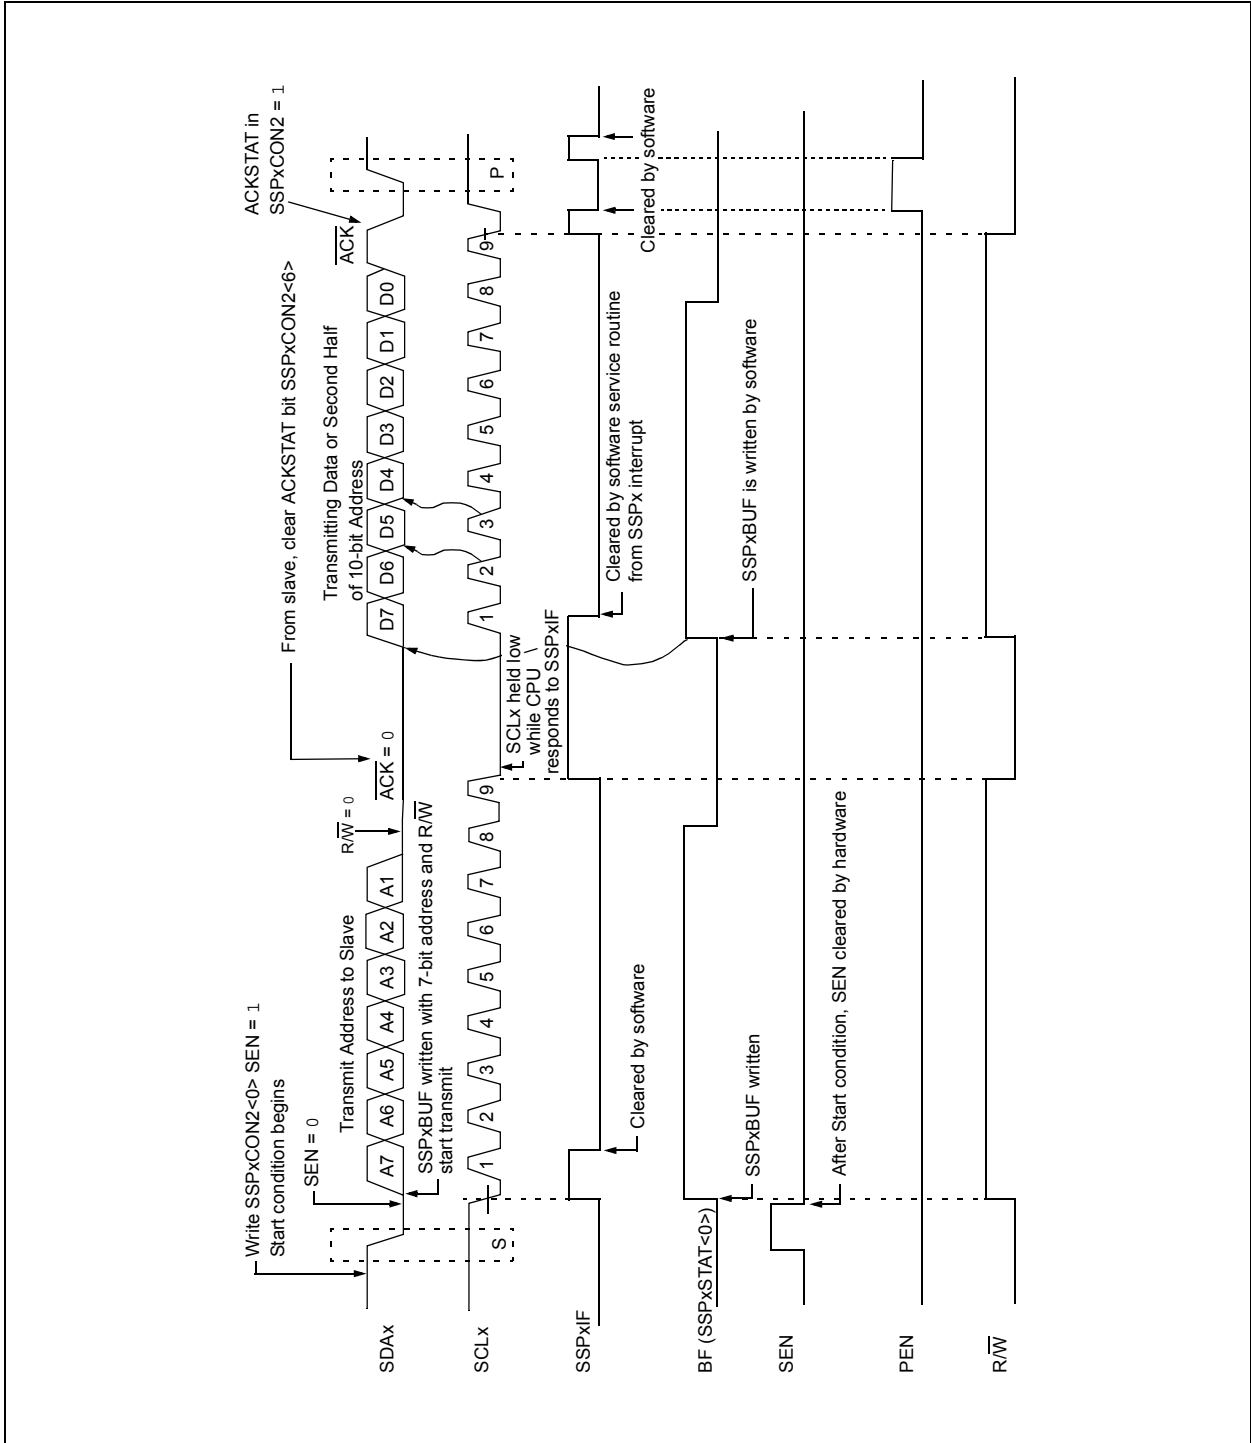 Write SSPxCON2<0> SEN = 1
Start condition begins
SEN = 0
Transmit Address to Slave
R/W = 0
From slave, clear ACKSTAT bit SSPxCON2<6>
ACK = 0
Transmitting Data or Second Half
of 10-bit Address
ACKSTAT in
SSPxCON2 = 1
ACK
SDAx
A7 A6 A5 A4 A3 A2 A1
D7 D6 D5 D4 D3 D2 D1 D0
SSPxBUF written with 7-bit address and R/W
start transmit
SCLx
S
1 2 3 4 5 6 7 8 9
1 2 3 4 5 6 7 8 9
P
SCLx held low
while CPU
responds to SSPxIF
SSPxIF
Cleared by software
Cleared by software service routine
from SSPx interrupt
Cleared by software
BF (SSPxSTAT<0>)
SSPxBUF written
SSPxBUF is written by software
SEN
After Start condition, SEN cleared by hardware
PEN
R/W